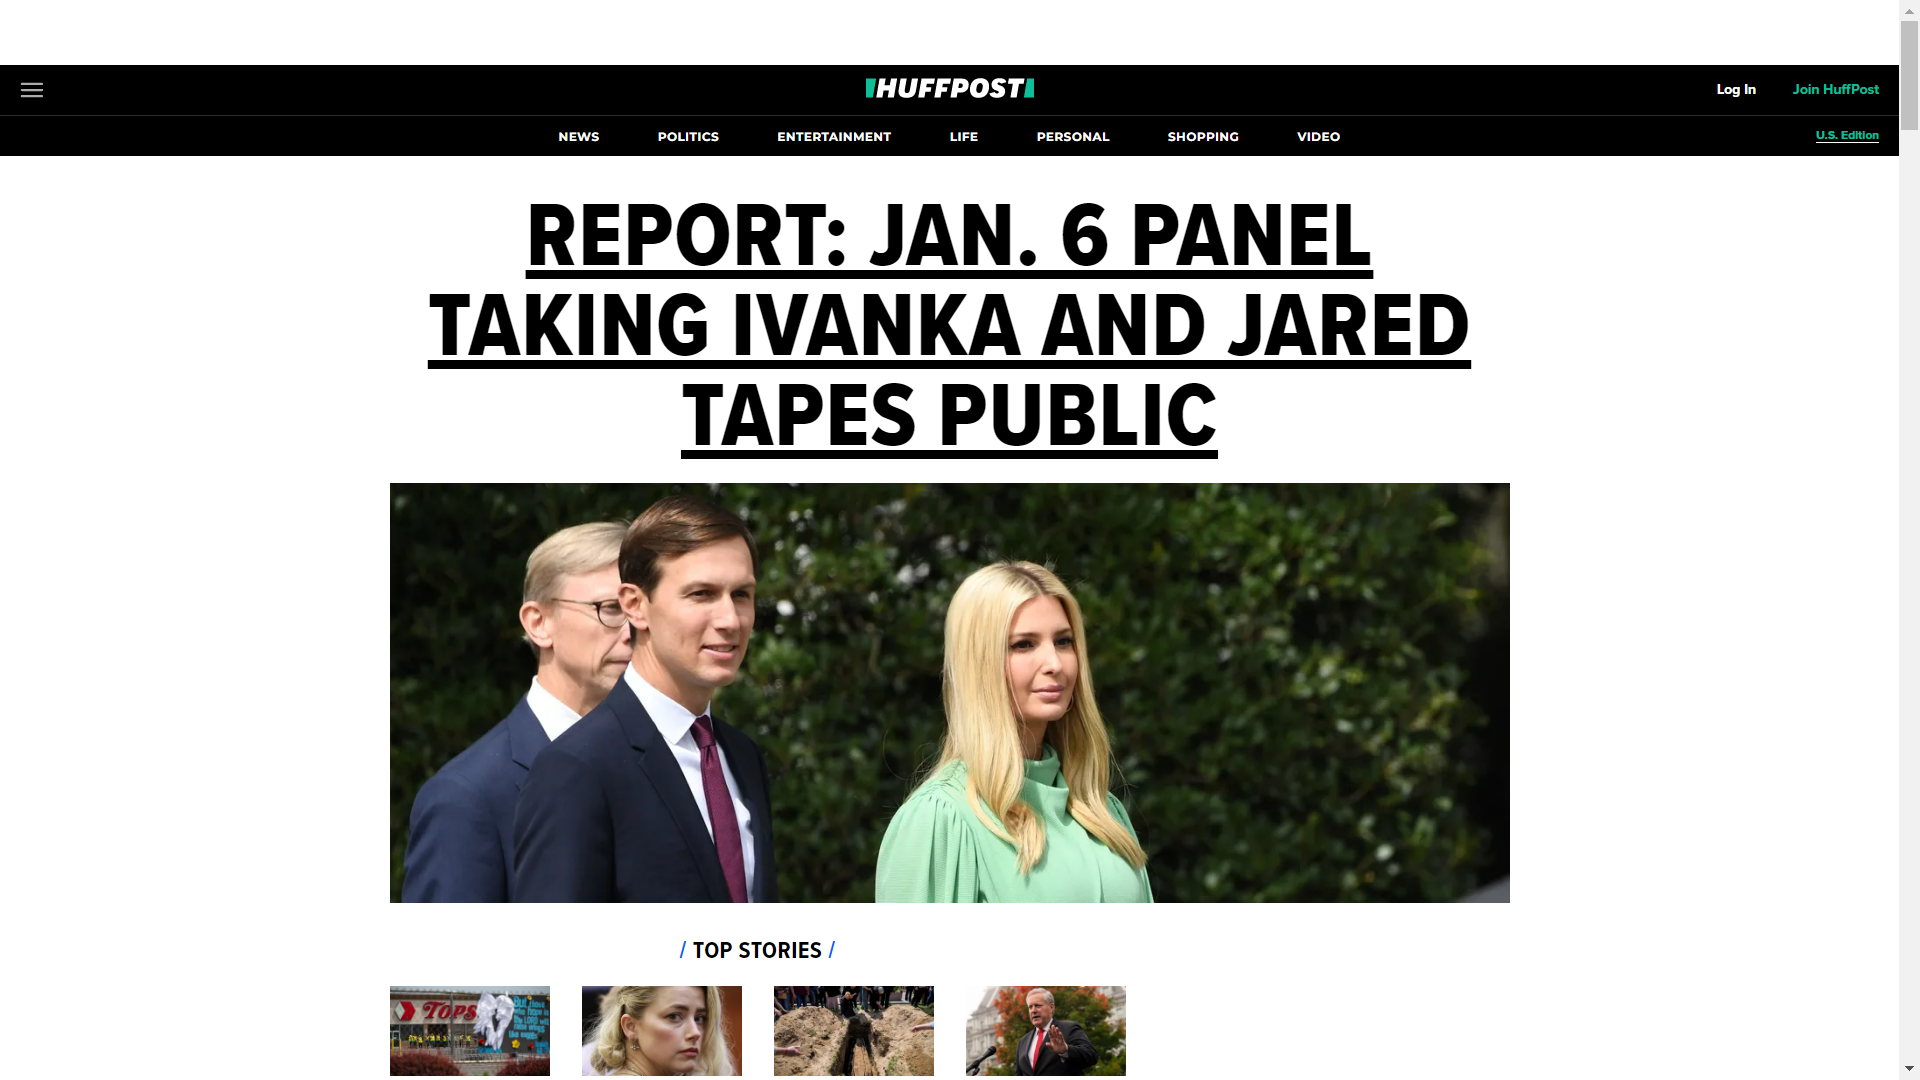 HUFFPOST
Log In
Join HuffPost
NEWS
POLITICS
ENTERTAINMENT
LIFE
PERSONAL
SHOPPING
VIDEO
U.S. Edition
REPORT: JAN. 6 PANEL
TAKING IVANKA AND JARED
TAPES PUBLIC
/ TOP STORIES /
TOPS